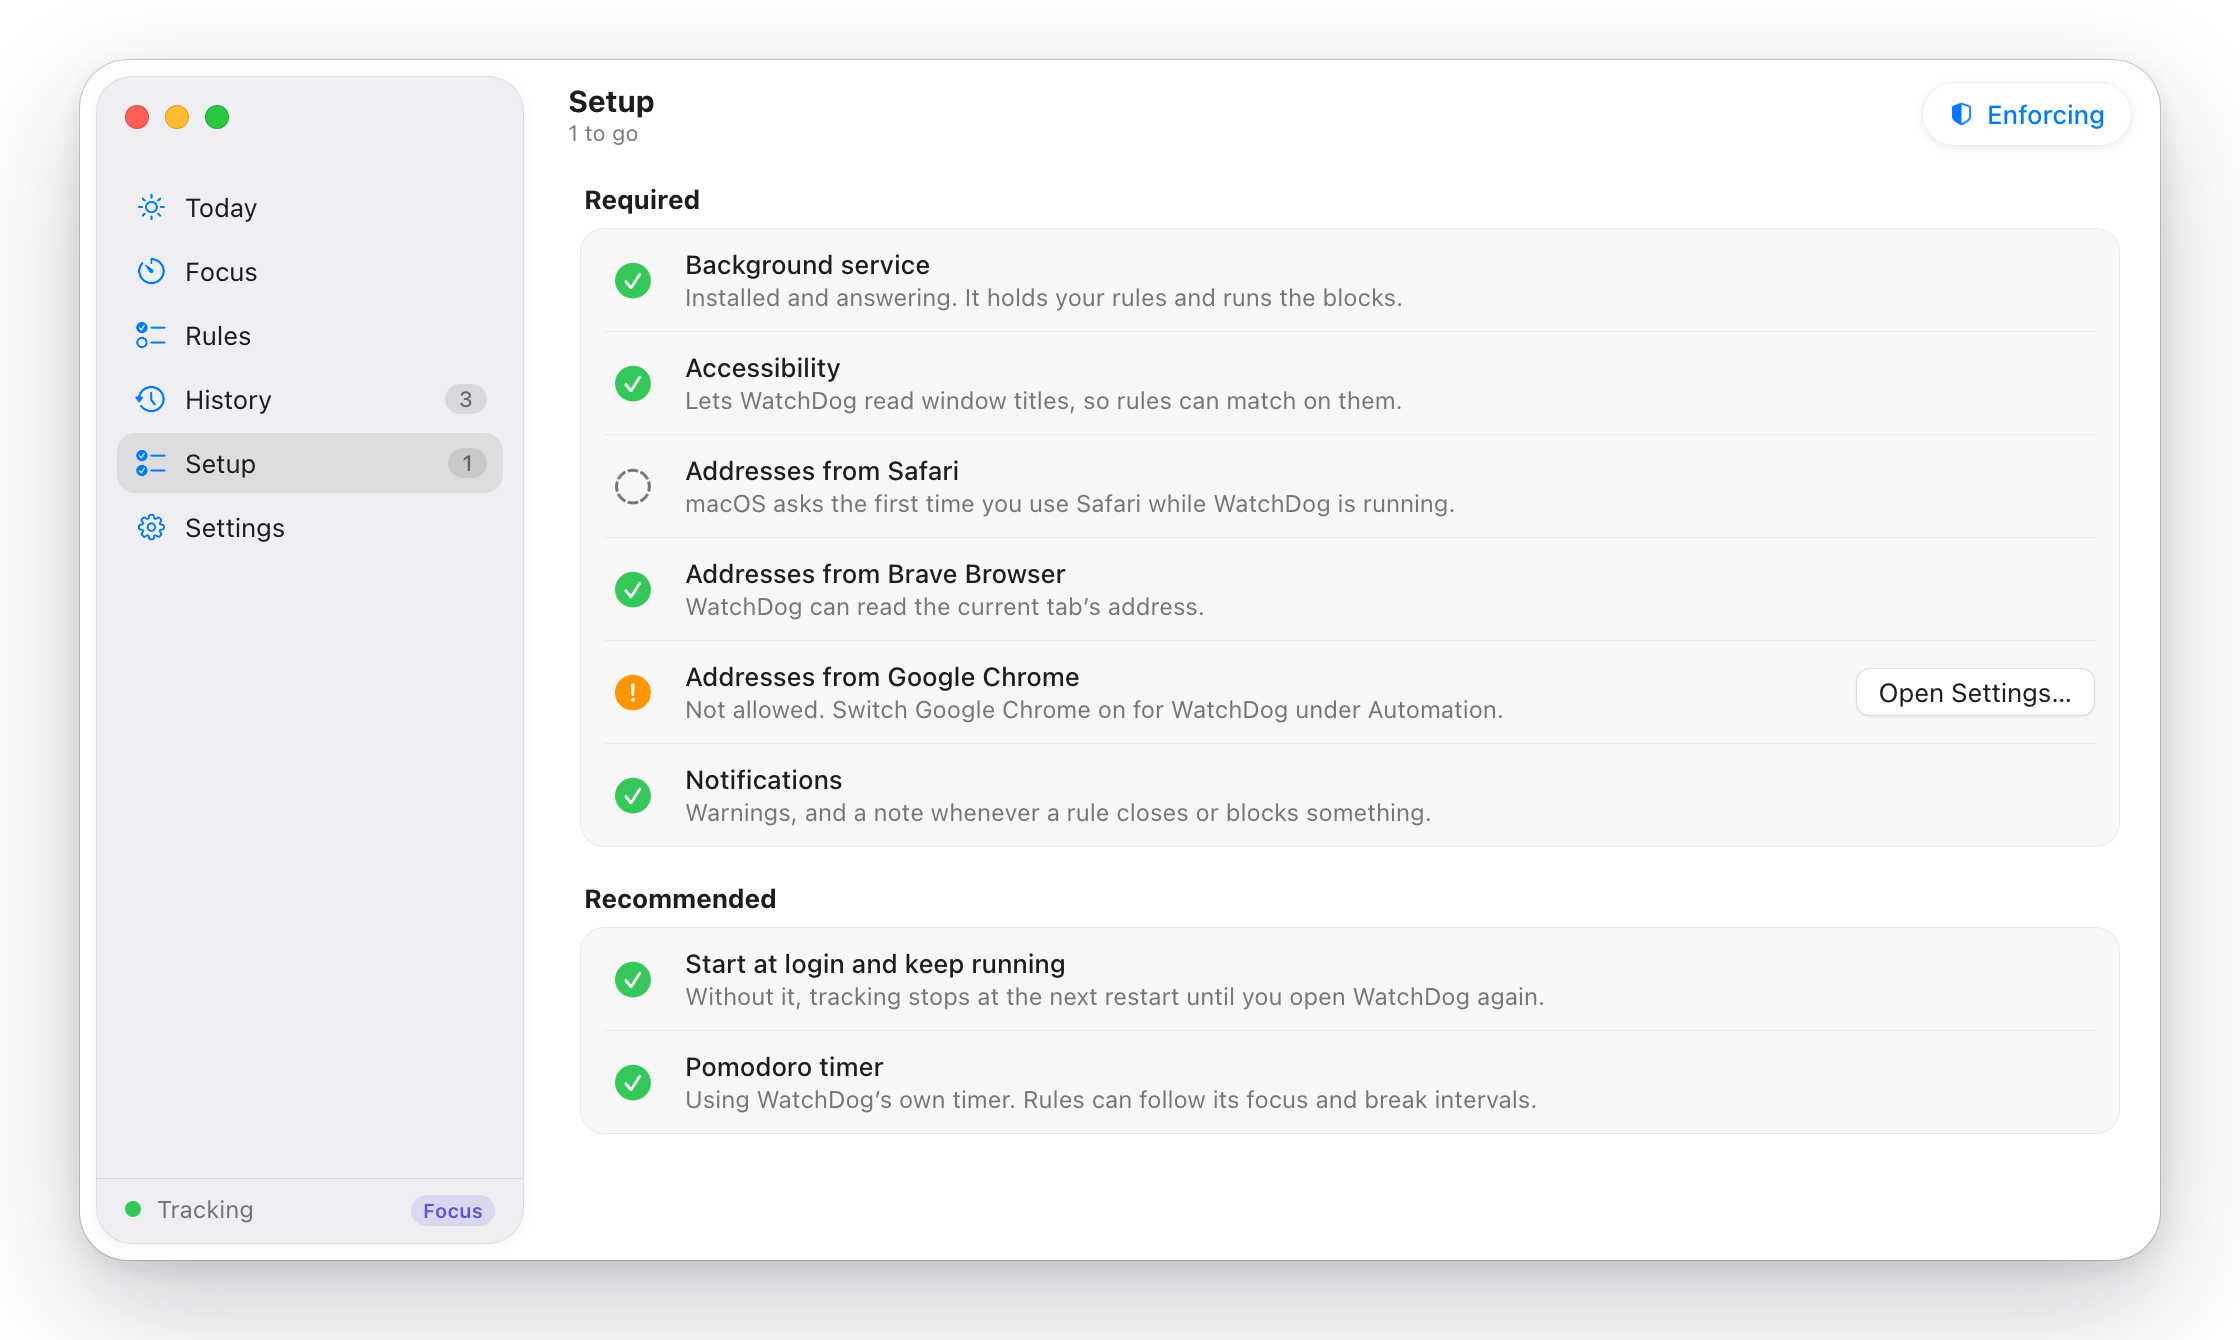 Today
Focus
Rules
History
3
Setup
1
Settings
Tracking
Focus
Setup
1 to go
Enforcing
Required
Background service
Installed and answering. It holds your rules and runs the blocks.
Accessibility
Lets WatchDog read window titles, so rules can match on them.
Addresses from Safari
macOS asks the first time you use Safari while WatchDog is running.
Addresses from Brave Browser
WatchDog can read the current tab’s address.
Addresses from Google Chrome
Not allowed. Switch Google Chrome on for WatchDog under Automation.
Open Settings...
Notifications
Warnings, and a note whenever a rule closes or blocks something.
Recommended
Start at login and keep running
Without it, tracking stops at the next restart until you open WatchDog again.
Pomodoro timer
Using WatchDog’s own timer. Rules can follow its focus and break intervals.